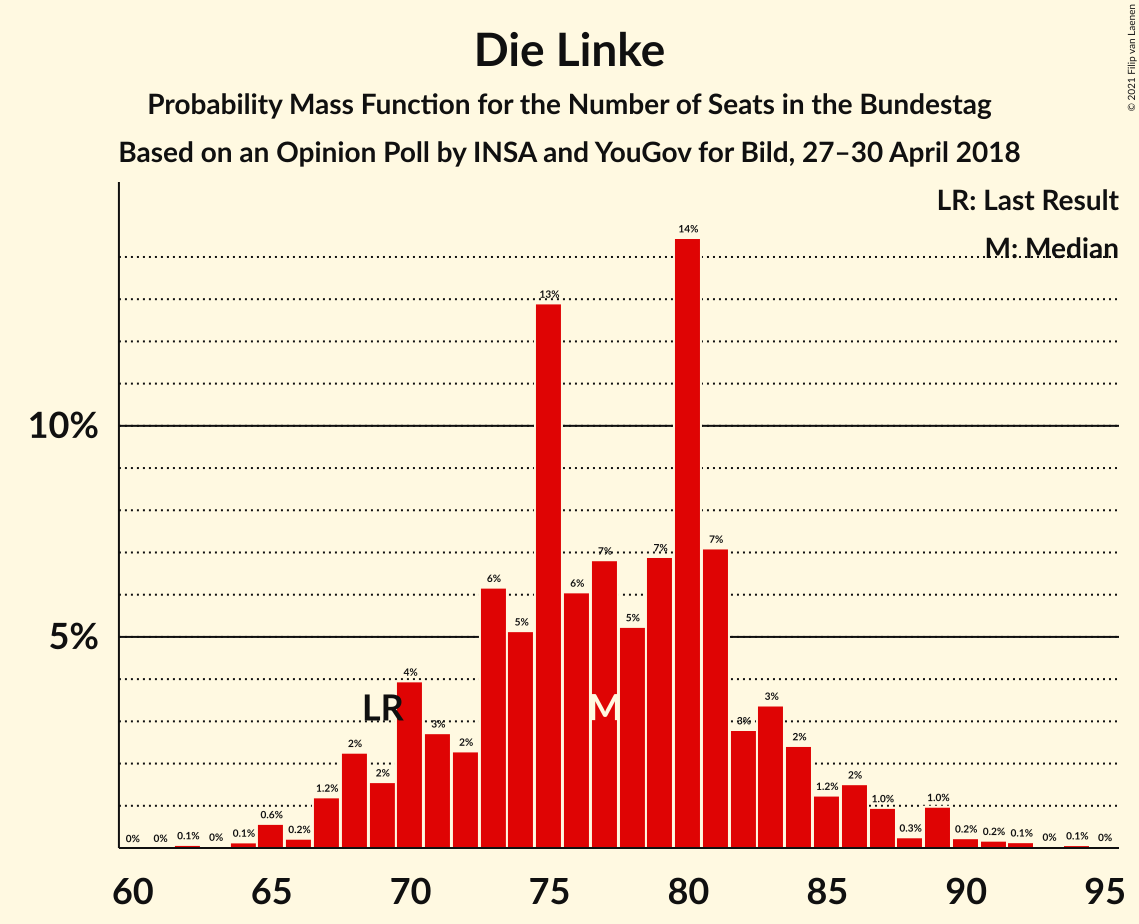 Die Linke
Probability Mass Function for the Number of Seats in the Bundestag
Based on an Opinion Poll by INSA and YouGov for Bild, 27–30 April 2018
© 2021 Filip van Laenen
LR: Last Result
M: Median
10%
5%
0% 0% 0.1% 0% 0.1% 0.6% 0.2% 1.2% 2% 2% 4% 3% 2% 6% 5% 13% 6% 7% 5% 7% 14% 7% 3% 3% 2% 1.2% 2% 1.0% 0.3% 1.0% 0.2% 0.2% 0.1% 0% 0.1% 0%
LR M
60 65 70 75 80 85 90 95